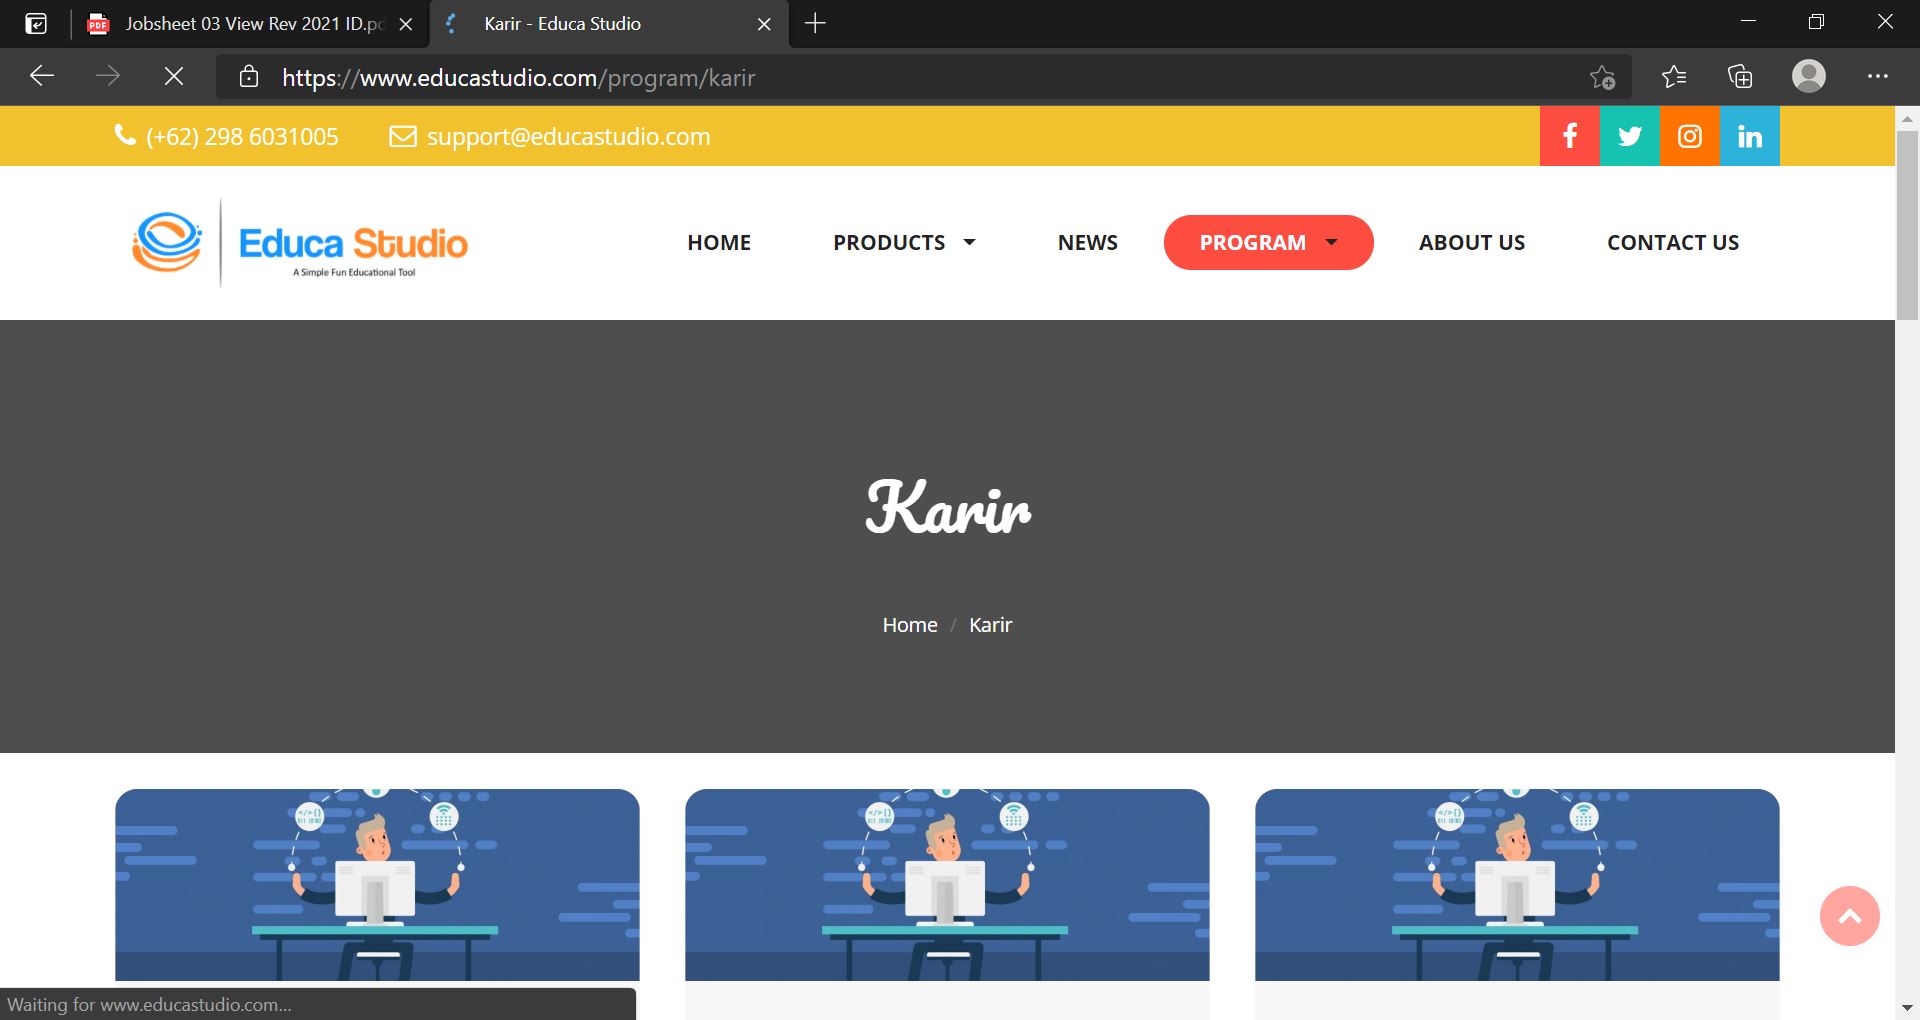 Jobsheet 03 View Rev 2021 ID.pd
Karir - Educa Studio
https://www.educastudio.com/program/karir
(+62) 298 6031005
support@educastudio.com
Educa Studio
A Simple Fun Educational Tool
HOME
PRODUCTS
NEWS
PROGRAM
ABOUT US
CONTACT US
Karir
Home / Karir
Waiting for www.educastudio.com...